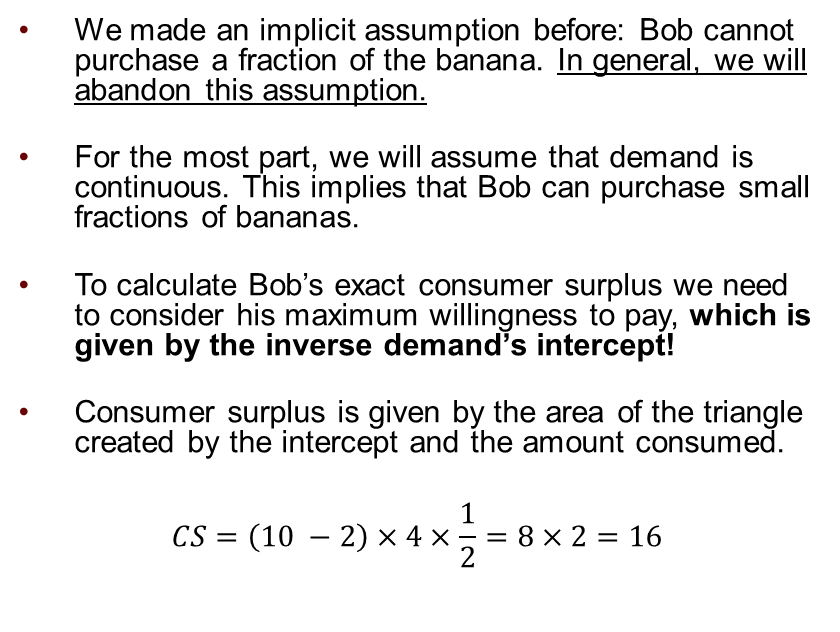 • We made an implicit assumption before: Bob cannot
purchase a fraction of the banana. In general, we will
abandon this assumption.
• For the most part, we will assume that demand is
continuous. This implies that Bob can purchase small
fractions of bananas.
• To calculate Bob’s exact consumer surplus we need
to consider his maximum willingness to pay, which is
given by the inverse demand’s intercept!
• Consumer surplus is given by the area of the triangle
created by the intercept and the amount consumed.
CS = (10 − 2) × 4 × 1/2 = 8 × 2 = 16